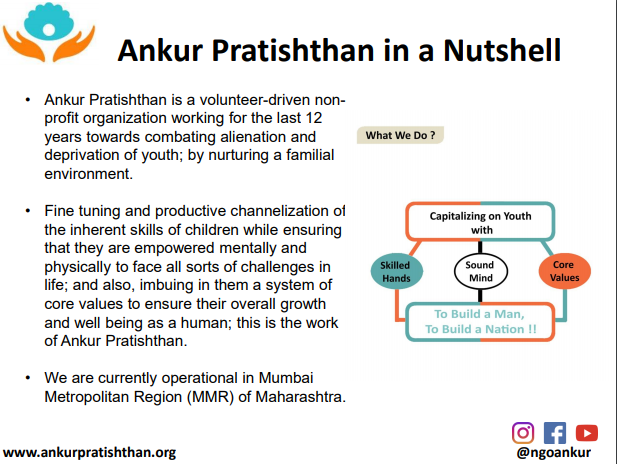 Ankur Pratishthan in a Nutshell
• Ankur Pratishthan is a volunteer-driven non-
profit organization working for the last 12
years towards combating alienation and
deprivation of youth; by nurturing a familial
environment.
• Fine tuning and productive channelization of
the inherent skills of children while ensuring
that they are empowered mentally and
physically to face all sorts of challenges in
life; and also, imbuing in them a system of
core values to ensure their overall growth
and well being as a human; this is the work
of Ankur Pratishthan.
• We are currently operational in Mumbai
Metropolitan Region (MMR) of Maharashtra.
What We Do ?
Capitalizing on Youth
with
Skilled
Hands
Sound
Mind
Core
Values
To Build a Man,
To Build a Nation !!
www.ankurpratishthan.org
@ngoankur